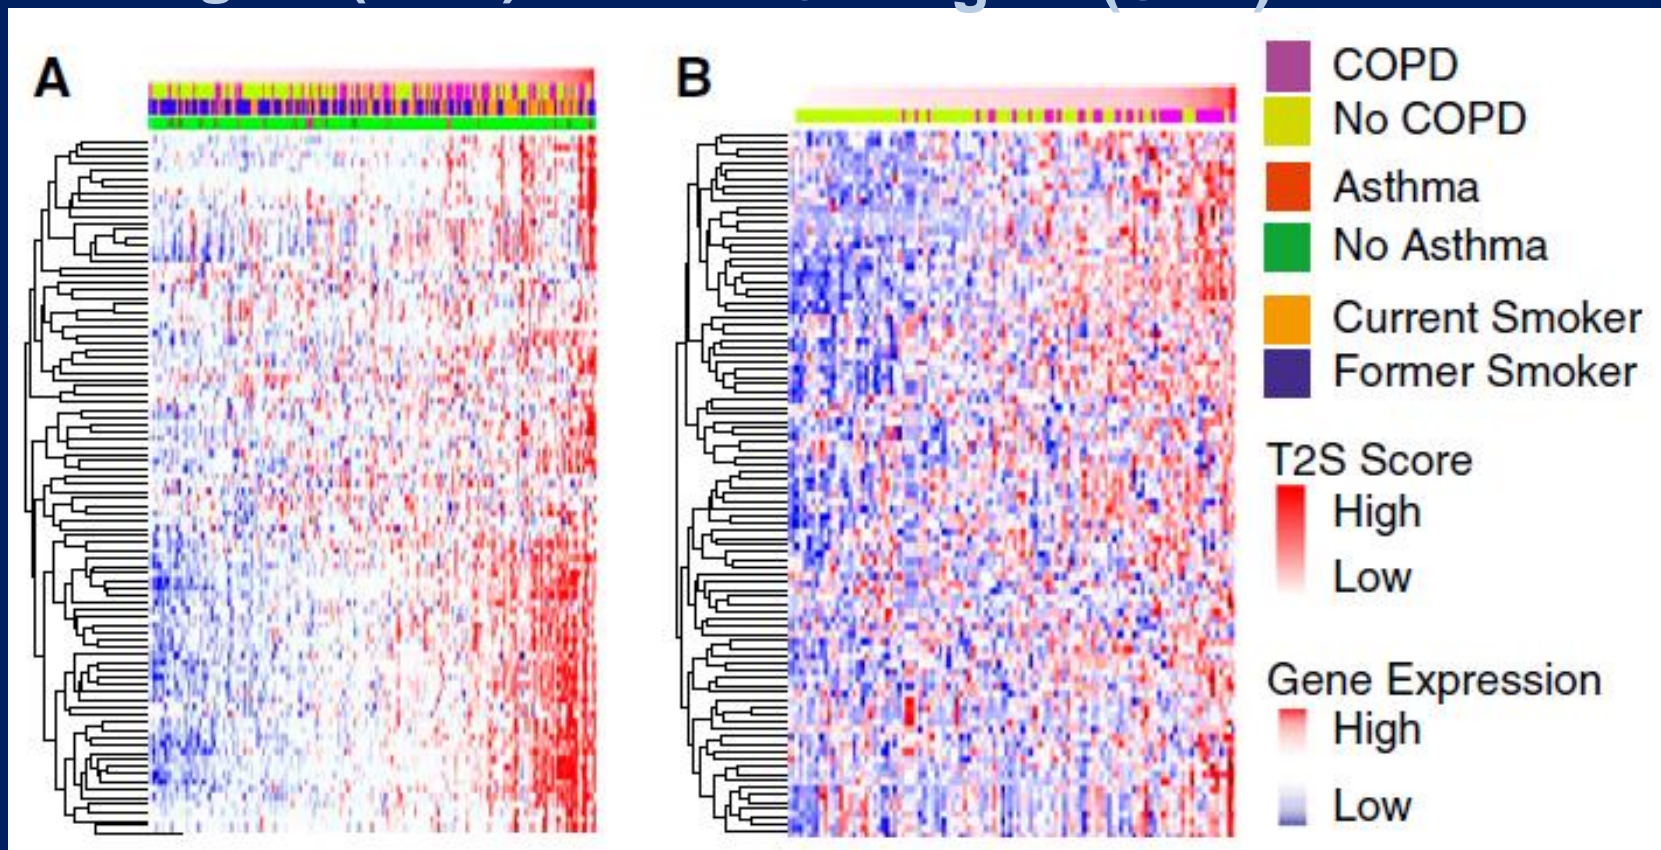 A
B
COPD
No COPD
Asthma
No Asthma
Current Smoker
Former Smoker
T2S Score
High
Low
Gene Expression
High
Low